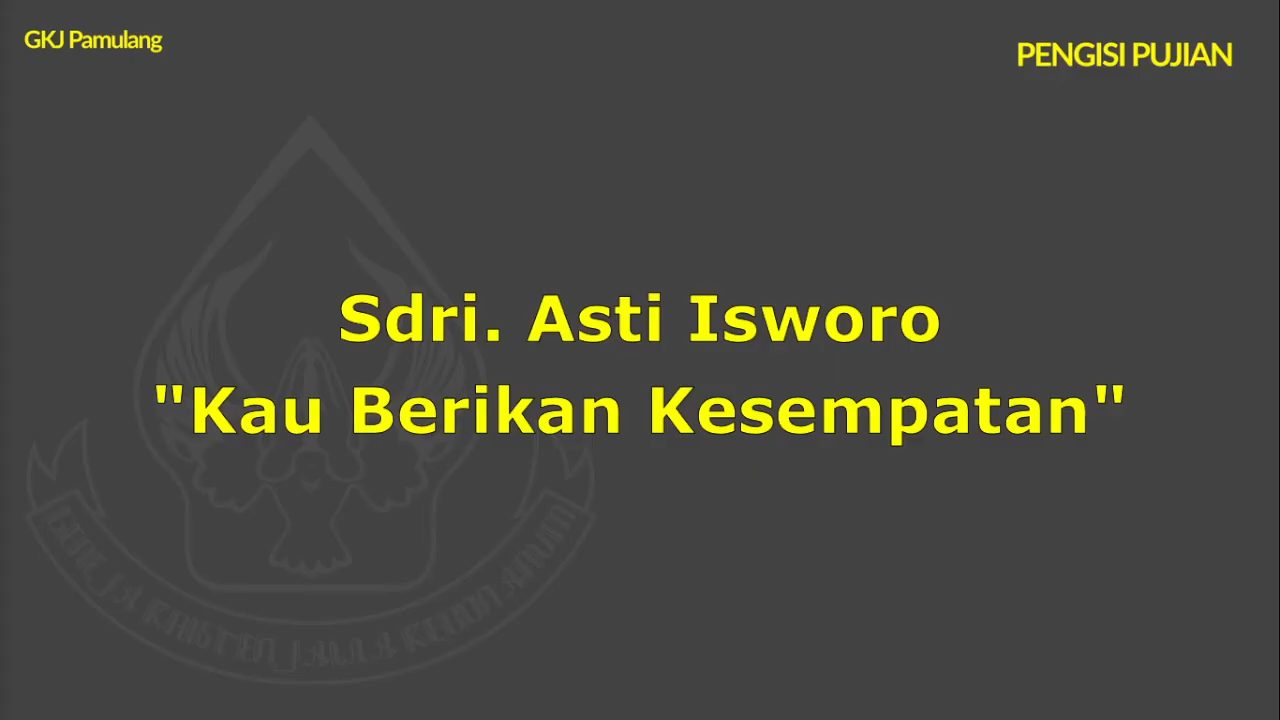 GKJ Pamulang
PENGISI PUJIAN
Sdri. Asti Isworo
"Kau Berikan Kesempatan"